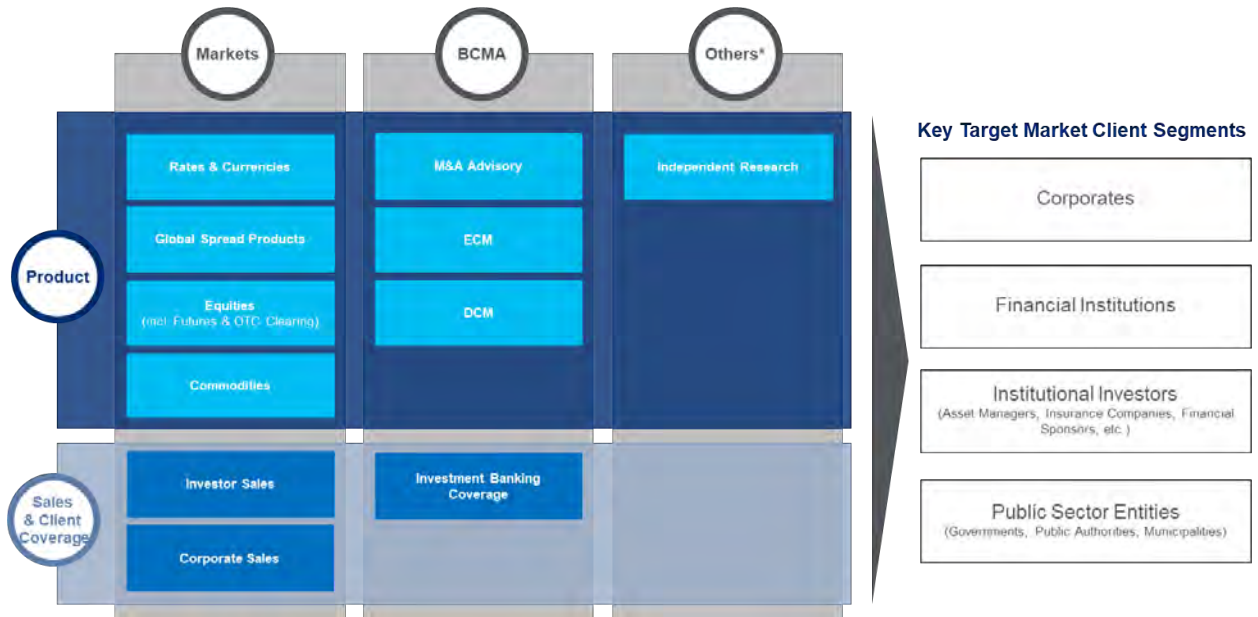 Markets
BCMA
Others*
Product
Rates & Currencies
Global Spread Products
Equities
(incl. Futures & OTC Clearing)
Commodities
M&A Advisory
ECM
DCM
Independent Research
Sales
& Client
Coverage
Investor Sales
Corporate Sales
Investment Banking
Coverage
Key Target Market Client Segments
Corporates
Financial Institutions
Institutional Investors
(Asset Managers, Insurance Companies, Financial
Sponsors, etc.)
Public Sector Entities
(Governments, Public Authorities, Municipalities)